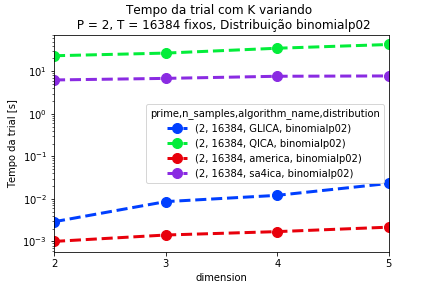 Tempo da trial com K variando
P = 2, T = 16384 fixos, Distribuição binomialp02
Tempo da trial [s]
10¹
10⁰
10⁻¹
10⁻²
10⁻³
prime,n_samples,algorithm_name,distribution
(2, 16384, GLICA, binomialp02)
(2, 16384, QICA, binomialp02)
(2, 16384, america, binomialp02)
(2, 16384, sa4ica, binomialp02)
2
3
4
5
dimension